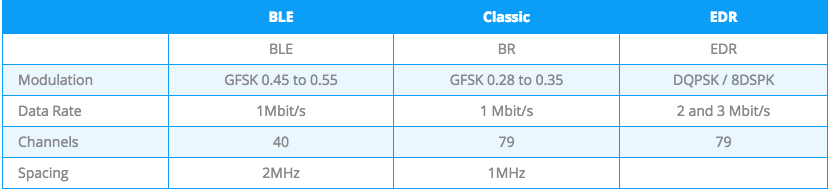 BLE Classic EDR
BLE BR EDR
Modulation GFSK 0.45 to 0.55 GFSK 0.28 to 0.35 DQPSK / 8DSPK
Data Rate 1Mbit/s 1 Mbit/s 2 and 3 Mbit/s
Channels 40 79 79
Spacing 2MHz 1MHz